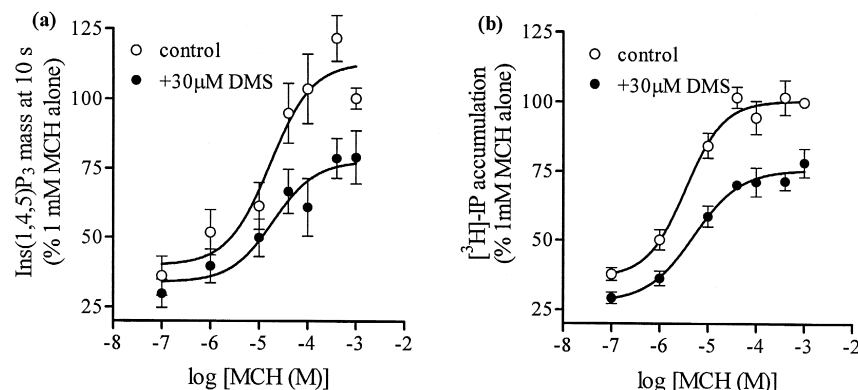 (a)
control
+30μM DMS
Ins(1,4,5)P3 mass at 10 s
(% 1 mM MCH alone)
125
100
75
50
25
-8 -7 -6 -5 -4 -3 -2
log [MCH (M)]
(b)
control
+30μM DMS
[3H]-IP accumulation
(% 1mM MCH alone)
125
100
75
50
25
-8 -7 -6 -5 -4 -3 -2
log [MCH (M)]